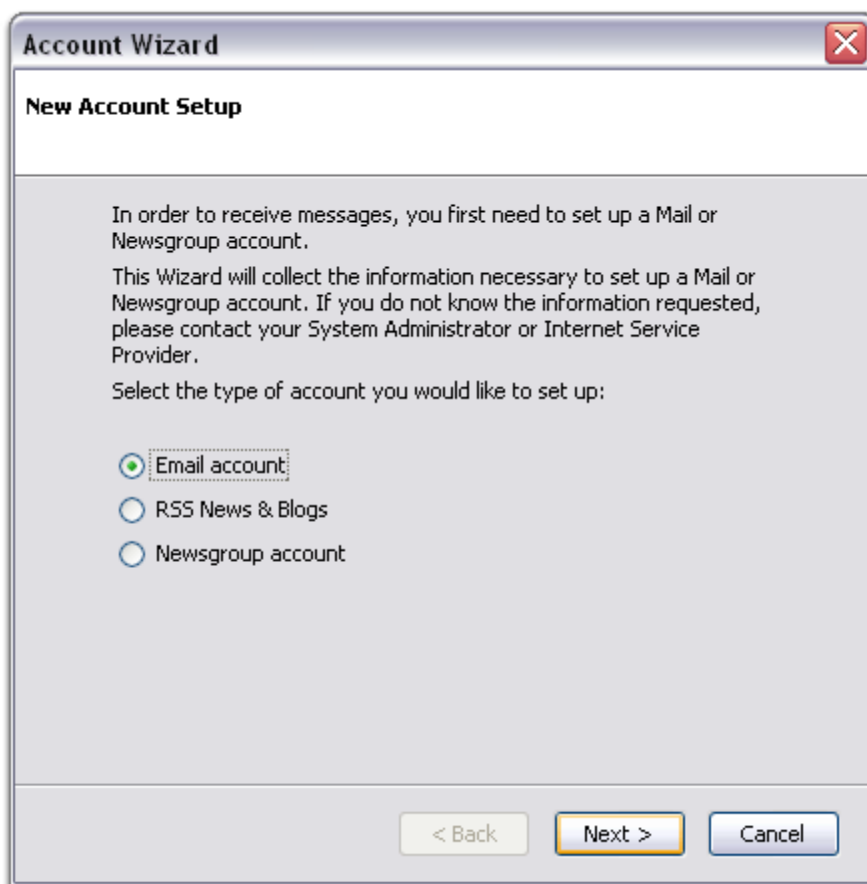 Account Wizard
New Account Setup
In order to receive messages, you first need to set up a Mail or
Newsgroup account.
This Wizard will collect the information necessary to set up a Mail or
Newsgroup account. If you do not know the information requested,
please contact your System Administrator or Internet Service
Provider.
Select the type of account you would like to set up:
Email account
RSS News & Blogs
Newsgroup account
< Back Next > Cancel